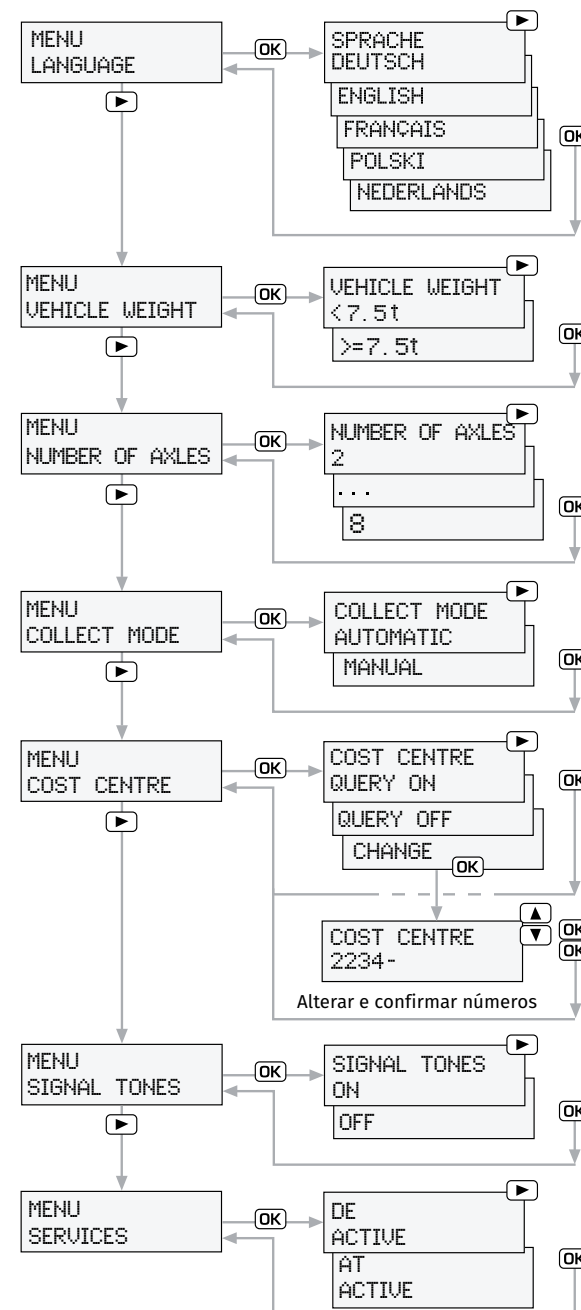 MENU
LANGUAGE
OK
SPRACHE
DEUTSCH
ENGLISH
FRANÇAIS
POLSKI
NEDERLANDS
OK
MENU
VEHICLE WEIGHT
OK
VEHICLE WEIGHT
<7.5t
>=7.5t
OK
MENU
NUMBER OF AXLES
OK
NUMBER OF AXLES
2
...
8
OK
MENU
COLLECT MODE
OK
COLLECT MODE
AUTOMATIC
MANUAL
OK
MENU
COST CENTRE
OK
COST CENTRE
QUERY ON
QUERY OFF
CHANGE
OK
OK
COST CENTRE
2234-
OK
OK
Alterar e confirmar números
MENU
SIGNAL TONES
OK
SIGNAL TONES
ON
OFF
OK
MENU
SERVICES
OK
DE
ACTIVE
AT
ACTIVE
OK